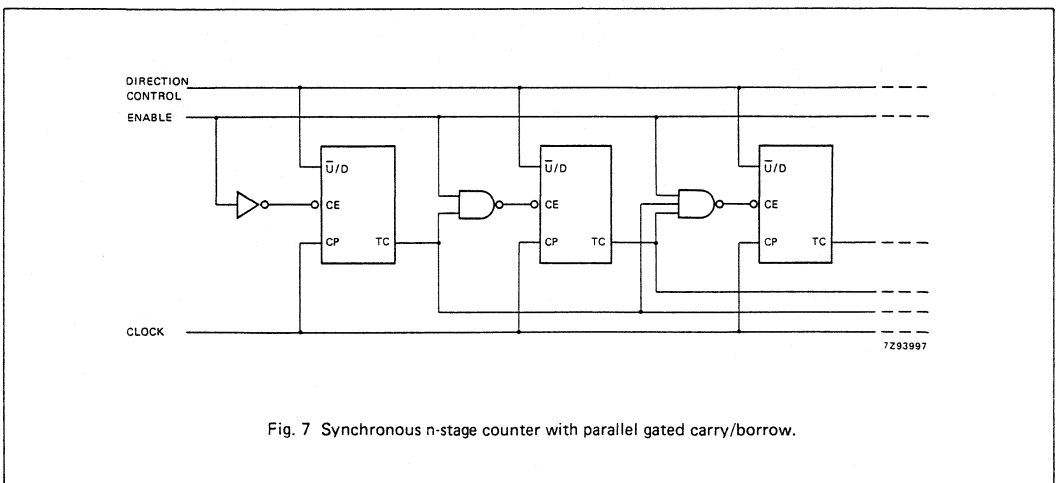 DIRECTION
CONTROL
ENABLE
U̅/D
CE
CP TC
U̅/D
CE
CP TC
U̅/D
CE
CP TC
CLOCK
7Z93997
Fig. 7 Synchronous n-stage counter with parallel gated carry/borrow.